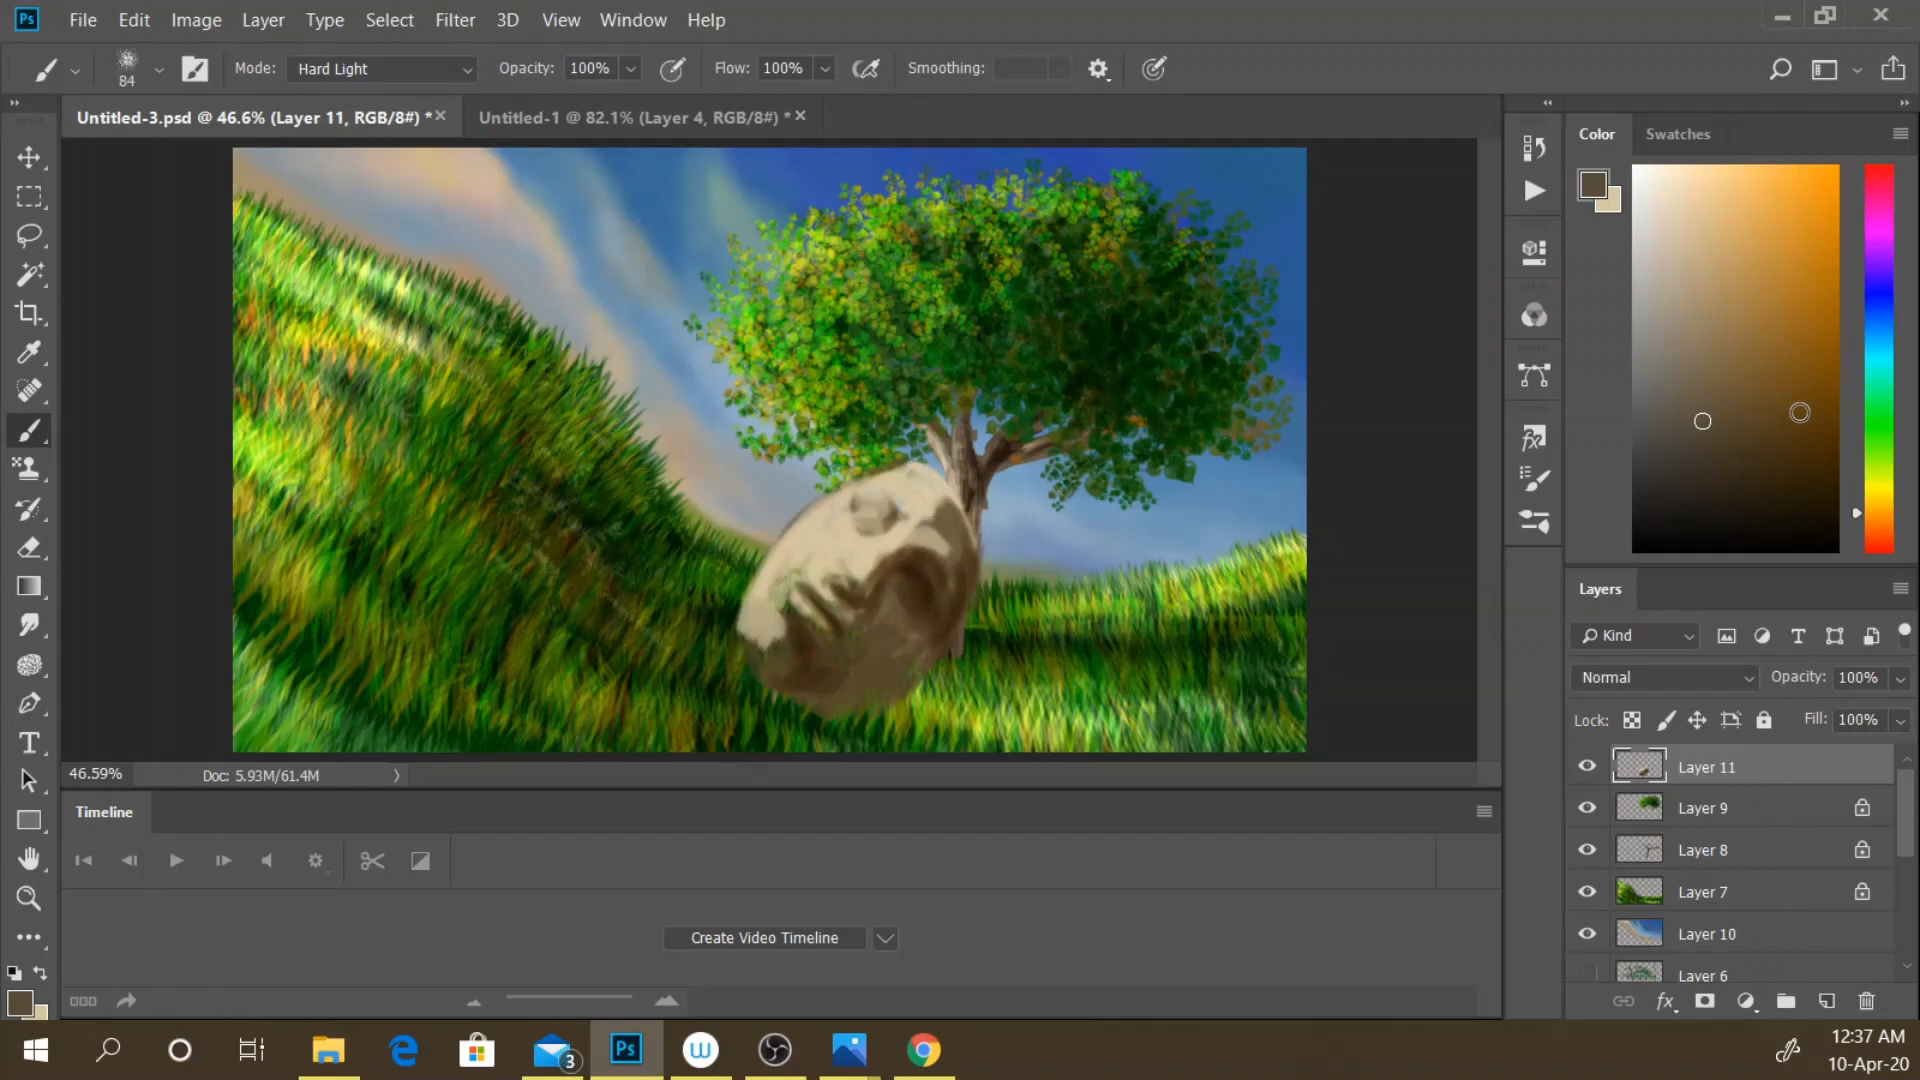 Ps File Edit Image Layer Type Select Filter 3D View Window Help
84 Mode: Hard Light Opacity: 100% Flow: 100% Smoothing:
Untitled-3.psd @ 46.6% (Layer 11, RGB/8#) * Untitled-1 @ 82.1% (Layer 4, RGB/8#) *
Color Swatches
Layers
Kind
Normal Opacity: 100%
Lock: Fill: 100%
Layer 11
Layer 9
Layer 8
Layer 7
Layer 10
Layer 6
fx
46.59% Doc: 5.93M/61.4M
Timeline
Create Video Timeline
3 Ps W
12:37 AM
10-Apr-20